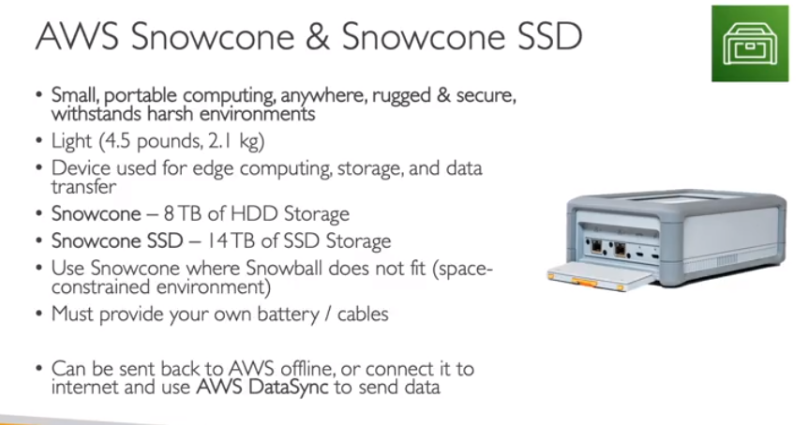 AWS Snowcone & Snowcone SSD
• Small, portable computing, anywhere, rugged & secure,
withstands harsh environments
• Light (4.5 pounds, 2.1 kg)
• Device used for edge computing, storage, and data
transfer
• Snowcone – 8 TB of HDD Storage
• Snowcone SSD – 14 TB of SSD Storage
• Use Snowcone where Snowball does not fit (space-
constrained environment)
• Must provide your own battery / cables
• Can be sent back to AWS offline, or connect it to
internet and use AWS DataSync to send data